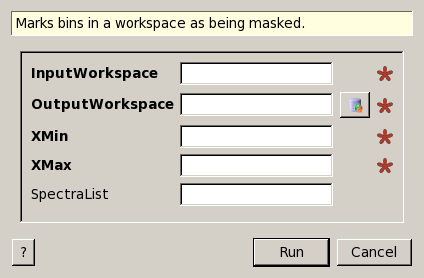 Marks bins in a workspace as being masked.
InputWorkspace
OutputWorkspace
XMin
XMax
SpectraList
?
Run
Cancel